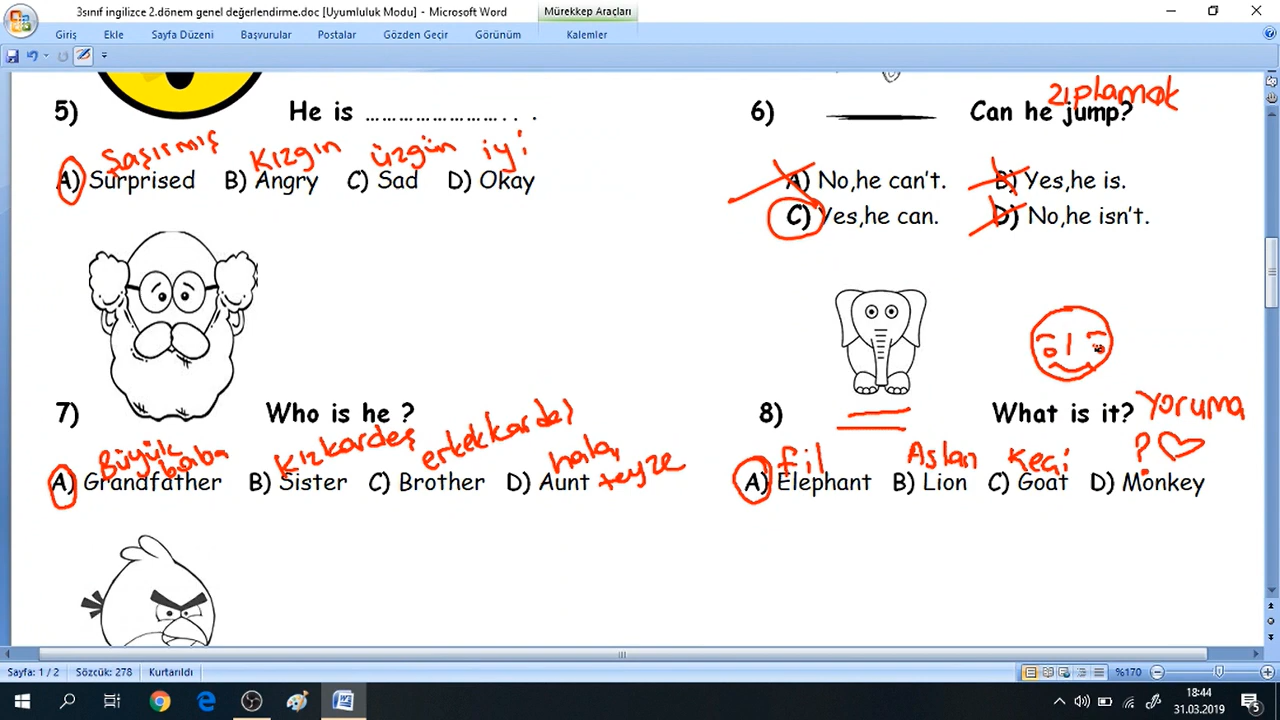 3sınıf ingilizce 2.dönem genel değerlendirme.doc [Uyumluluk Modu] - Microsoft Word
Mürekkep Araçları
Giriş Ekle Sayfa Düzeni Başvurular Postalar Gözden Geçir Görünüm Kalemler
5) He is ........................ .
şaşırmış kızgın üzgün iyi
A) Surprised B) Angry C) Sad D) Okay
zıplamak
6) Can he jump?
A) No,he can't. B) Yes,he is.
C) Yes,he can. D) No,he isn't.
7) Who is he ?
Büyük baba kızkardeş erkekkardeş hala, teyze
A) Grandfather B) Sister C) Brother D) Aunt
8) What is it? yoruma
fil Aslan keçi ?
A) Elephant B) Lion C) Goat D) Monkey
Sayfa: 1 / 2 Sözcük: 278 Kurtarıldı
%170
18:44
31.03.2019
5